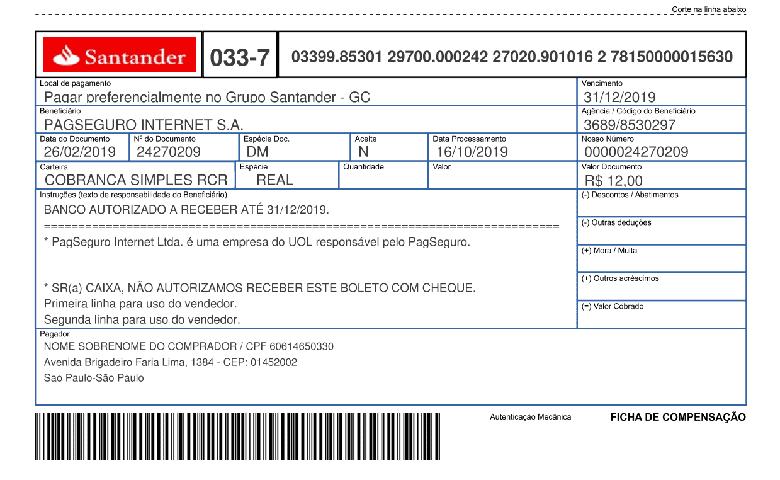 Corte na linha abaixo
Santander
033-7
03399.85301 29700.000242 27020.901016 2 78150000015630
Local de pagamento
Pagar preferencialmente no Grupo Santander - GC
Vencimento
31/12/2019
Beneficiário
PAGSEGURO INTERNET S.A.
Agência / Código do Beneficiário
3689/8530297
Data do Documento
26/02/2019
Nº do Documento
24270209
Espécie Doc.
DM
Aceite
N
Data Processamento
16/10/2019
Nosso Número
0000024270209
Carteira
COBRANCA SIMPLES RCR
Espécie
REAL
Quantidade
Valor
Valor Documento
R$ 12,00
Instruções (texto de responsabilidade do Beneficiário)
BANCO AUTORIZADO A RECEBER ATÉ 31/12/2019.
* PagSeguro Internet Ltda. é uma empresa do UOL responsável pelo PagSeguro.
* SR(a) CAIXA, NÃO AUTORIZAMOS RECEBER ESTE BOLETO COM CHEQUE.
Primeira linha para uso do vendedor.
Segunda linha para uso do vendedor.
(-) Descontos / Abatimentos
(-) Outras deduções
(+) Mora / Multa
(+) Outros acréscimos
(=) Valor Cobrado
Pagador
NOME SOBRENOME DO COMPRADOR / CPF 60614650330
Avenida Brigadeiro Faria Lima, 1384 - CEP: 01452002
Sao Paulo-São Paulo
Autenticação Mecânica
FICHA DE COMPENSAÇÃO